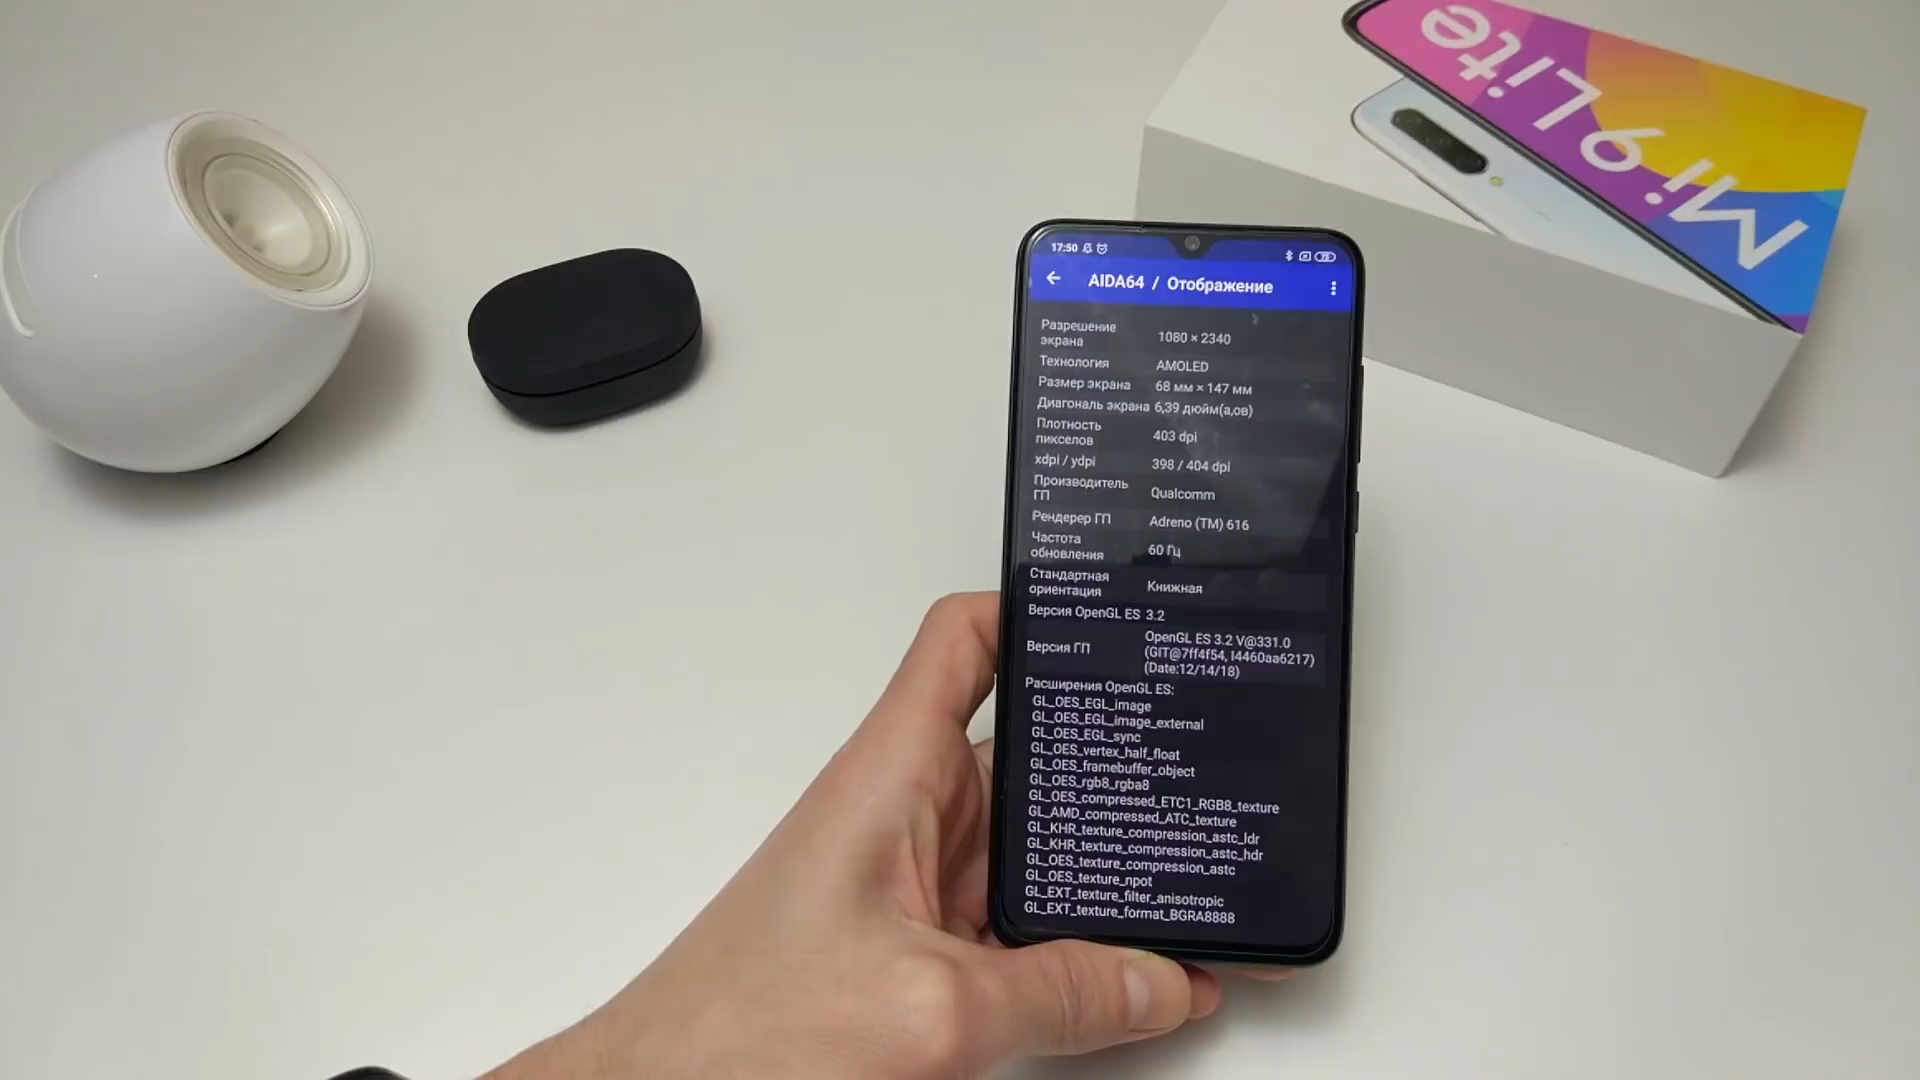 Mi 9 Lite
17:50
AIDA64 / Отображение
Разрешение
экрана
1080 × 2340
Технология
AMOLED
Размер экрана
68 мм × 147 мм
Диагональ экрана
6,39 дюйм(а,ов)
Плотность
пикселов
403 dpi
xdpi / ydpi
398 / 404 dpi
Производитель
ГП
Qualcomm
Рендерер ГП
Adreno (TM) 616
Частота
обновления
60 Гц
Стандартная
ориентация
Книжная
Версия OpenGL ES
3.2
Версия ГП
OpenGL ES 3.2 V@331.0
(GIT@7ff4f54, I4460aa6217)
(Date:12/14/18)
Расширения OpenGL ES:
GL_OES_EGL_image
GL_OES_EGL_image_external
GL_OES_EGL_sync
GL_OES_vertex_half_float
GL_OES_framebuffer_object
GL_OES_rgb8_rgba8
GL_OES_compressed_ETC1_RGB8_texture
GL_AMD_compressed_ATC_texture
GL_KHR_texture_compression_astc_ldr
GL_KHR_texture_compression_astc_hdr
GL_OES_texture_compression_astc
GL_OES_texture_npot
GL_EXT_texture_filter_anisotropic
GL_EXT_texture_format_BGRA8888